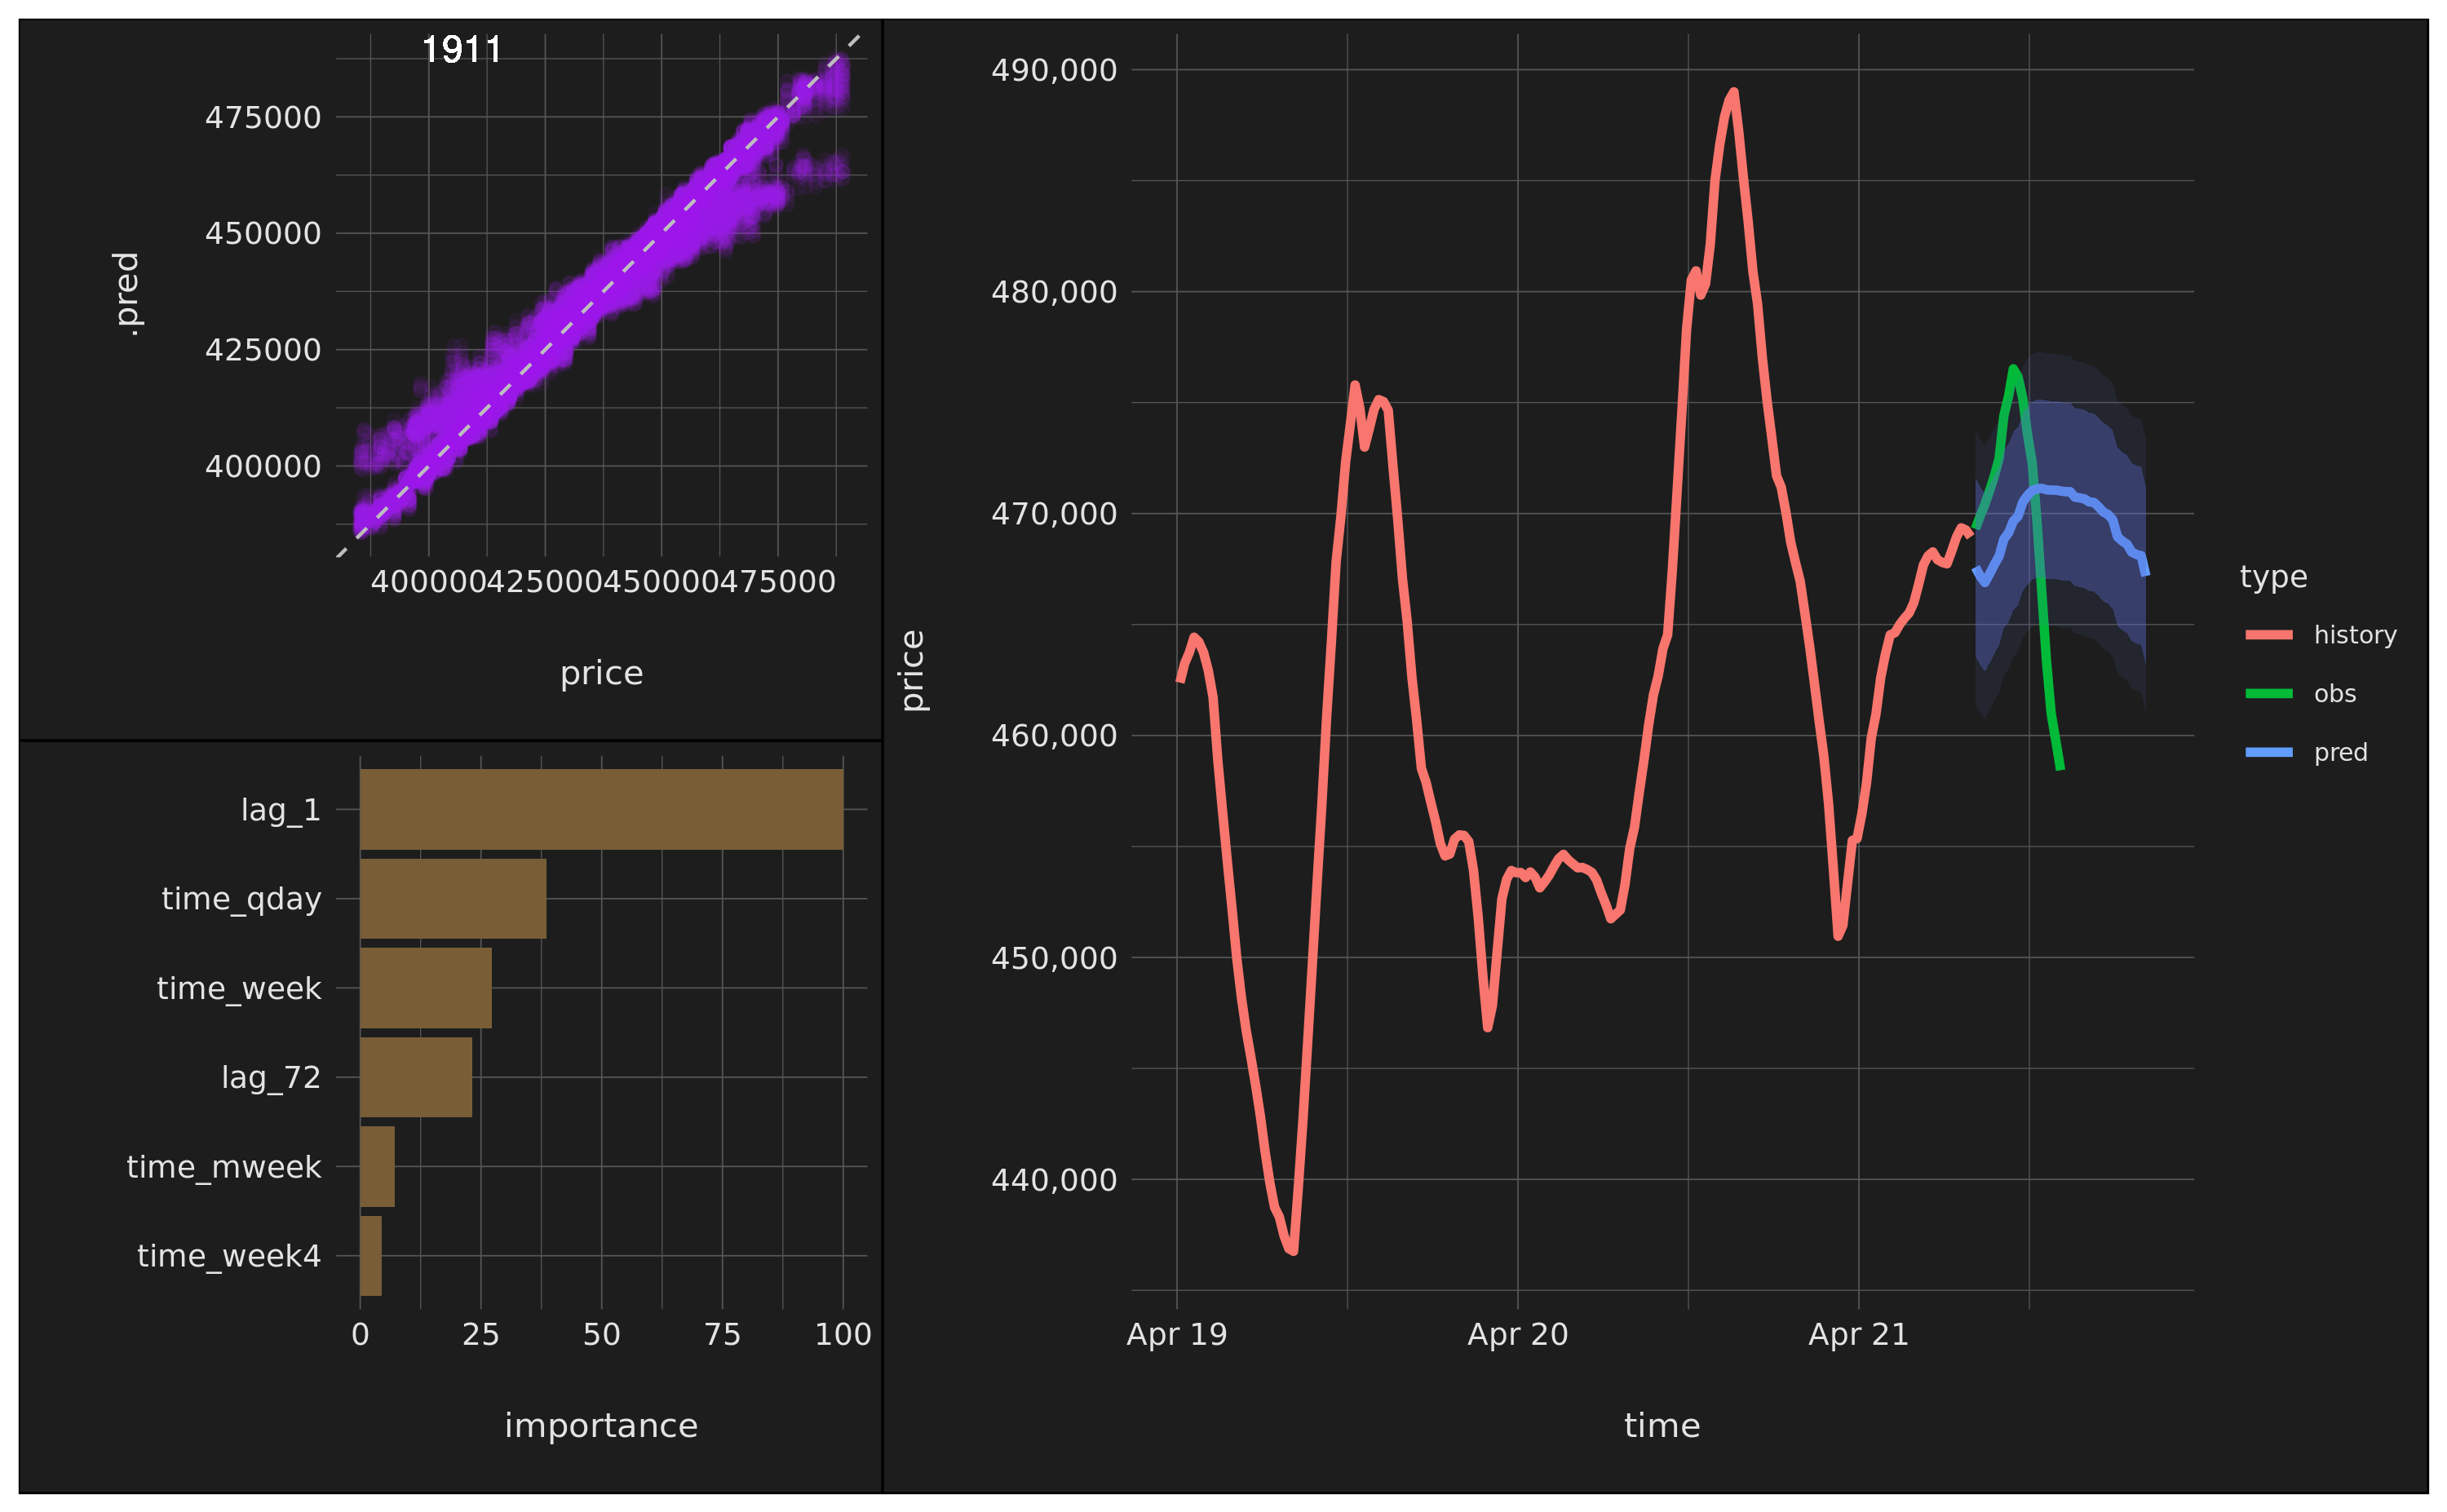 1911
475000
450000
425000
400000
.pred
400000425000450000475000
price
lag_1
time_qday
time_week
lag_72
time_mweek
time_week4
0 25 50 75 100
importance
490,000
480,000
470,000
460,000
450,000
440,000
price
Apr 19 Apr 20 Apr 21
time
type
history
obs
pred